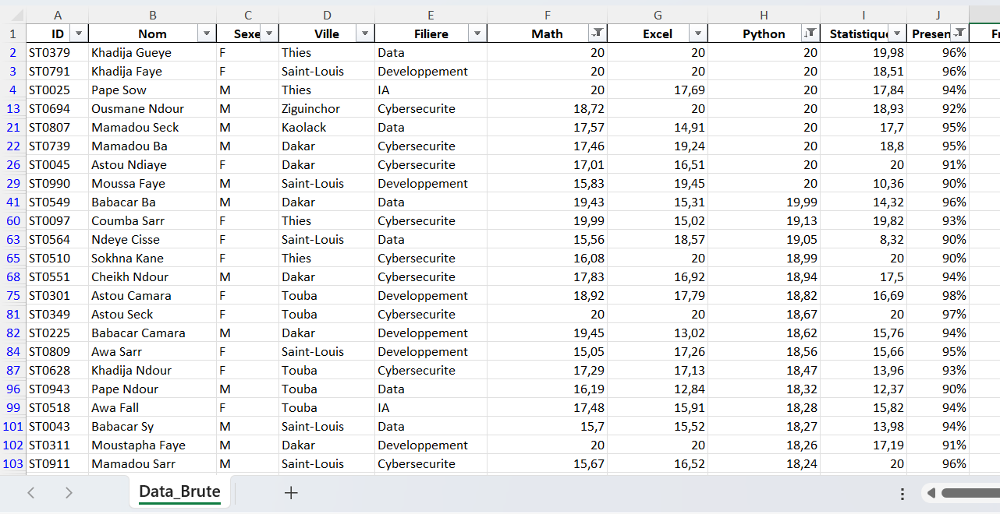 A B C D E F G H I J
1 ID Nom Sexe Ville Filiere Math Excel Python Statistique Presen
2 ST0379 Khadija Gueye F Thies Data 20 20 20 19,98 96%
3 ST0791 Khadija Faye F Saint-Louis Developpement 20 20 20 18,51 96%
4 ST0025 Pape Sow M Thies IA 20 17,69 20 17,84 94%
13 ST0694 Ousmane Ndour M Ziguinchor Cybersecurite 18,72 20 20 18,93 92%
21 ST0807 Mamadou Seck M Kaolack Data 17,57 14,91 20 17,7 95%
22 ST0739 Mamadou Ba M Dakar Cybersecurite 17,46 19,24 20 18,8 95%
26 ST0045 Astou Ndiaye F Dakar Cybersecurite 17,01 16,51 20 20 91%
29 ST0990 Moussa Faye M Saint-Louis Developpement 15,83 19,45 20 10,36 90%
41 ST0549 Babacar Ba M Dakar Data 19,43 15,31 19,99 14,32 96%
60 ST0097 Coumba Sarr F Thies Cybersecurite 19,99 15,02 19,13 19,82 93%
63 ST0564 Ndeye Cisse F Saint-Louis Data 15,56 18,57 19,05 8,32 90%
65 ST0510 Sokhna Kane F Thies Cybersecurite 16,08 20 18,99 20 90%
68 ST0551 Cheikh Ndour M Dakar Cybersecurite 17,83 16,92 18,94 17,5 94%
75 ST0301 Astou Camara F Touba Developpement 18,92 17,79 18,82 16,69 98%
81 ST0349 Astou Seck F Touba Cybersecurite 20 20 18,67 20 97%
82 ST0225 Babacar Camara M Dakar Developpement 19,45 13,02 18,62 15,76 94%
84 ST0809 Awa Sarr F Saint-Louis Developpement 15,05 17,26 18,56 15,66 95%
87 ST0628 Khadija Ndour F Touba Cybersecurite 17,29 17,13 18,47 13,96 93%
96 ST0943 Pape Ndour M Touba Data 16,19 12,84 18,32 12,37 90%
99 ST0518 Awa Fall F Touba IA 17,48 15,91 18,28 15,82 94%
101 ST0043 Babacar Sy M Saint-Louis Data 15,7 15,52 18,27 13,98 94%
102 ST0311 Moustapha Faye M Dakar Developpement 20 20 18,26 17,19 91%
103 ST0911 Mamadou Sarr M Saint-Louis Cybersecurite 15,67 16,52 18,24 20 96%
Data_Brute